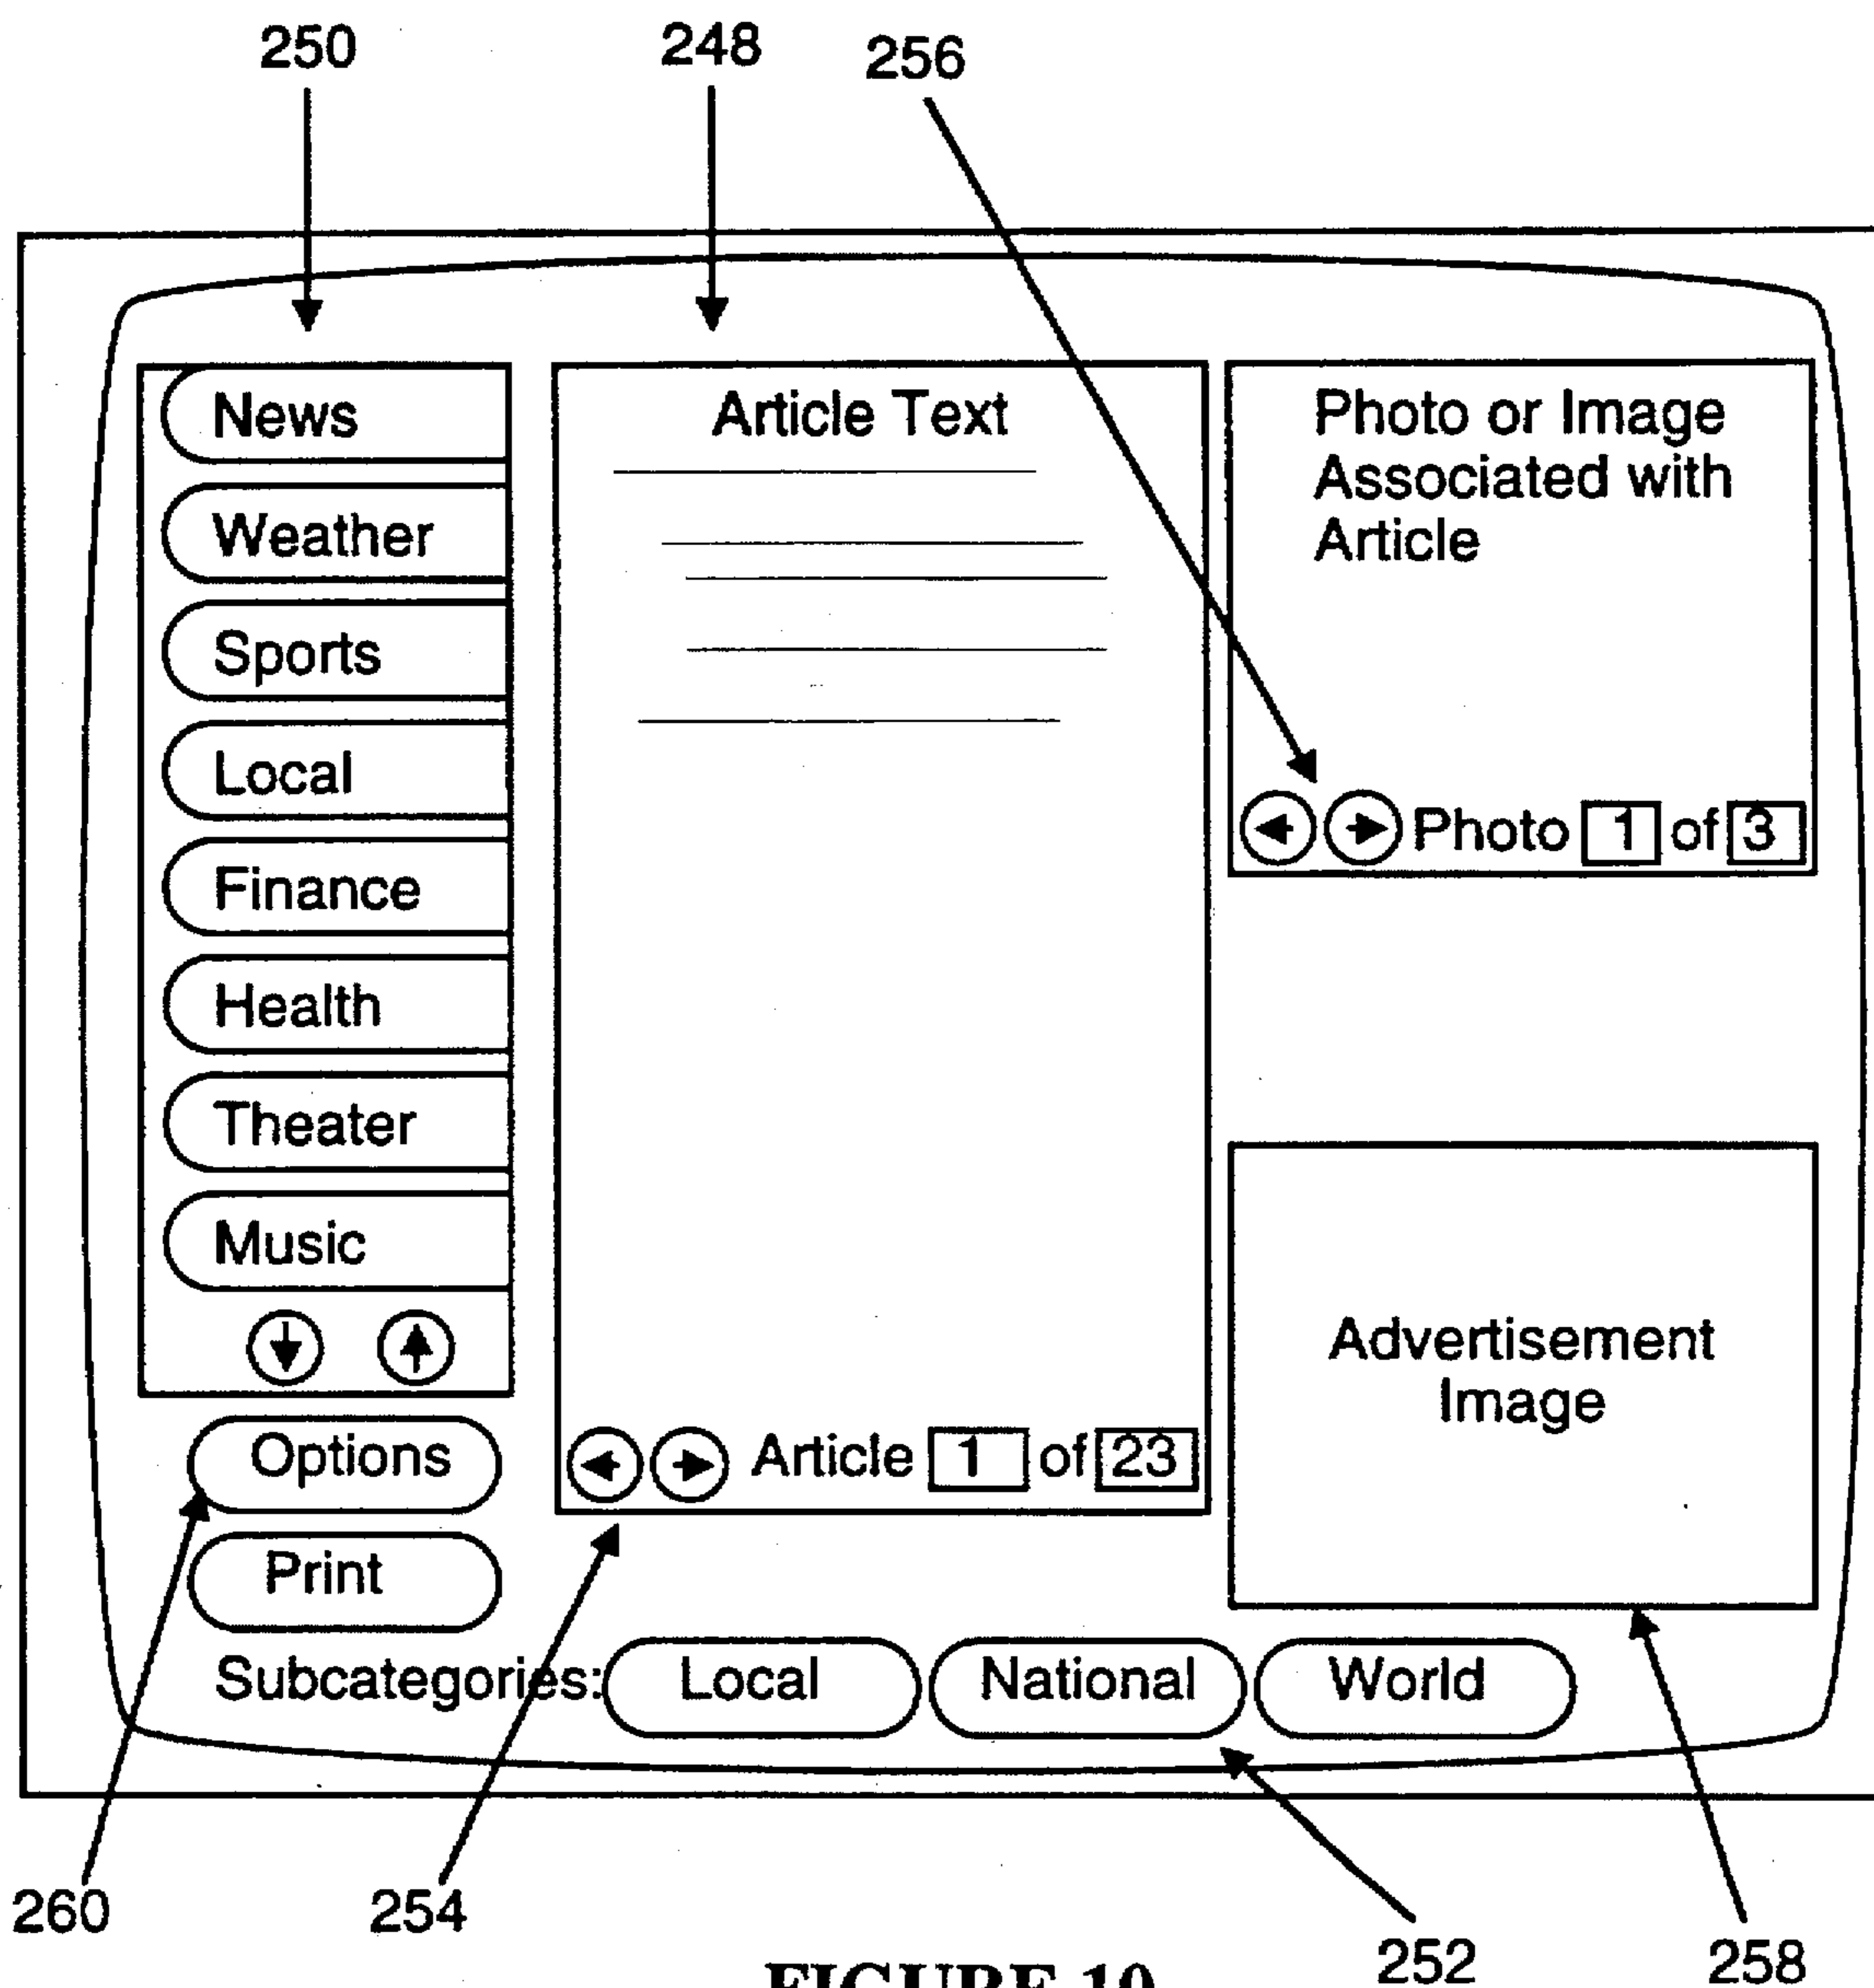 250
248
256
News
Weather
Sports
Local
Finance
Health
Theater
Music
Options
Print
Article Text
Article 1 of 23
Photo or Image
Associated with
Article
Photo 1 of 3
Advertisement
Image
Subcategories: Local National World
260
254
252
258
FIGURE 10